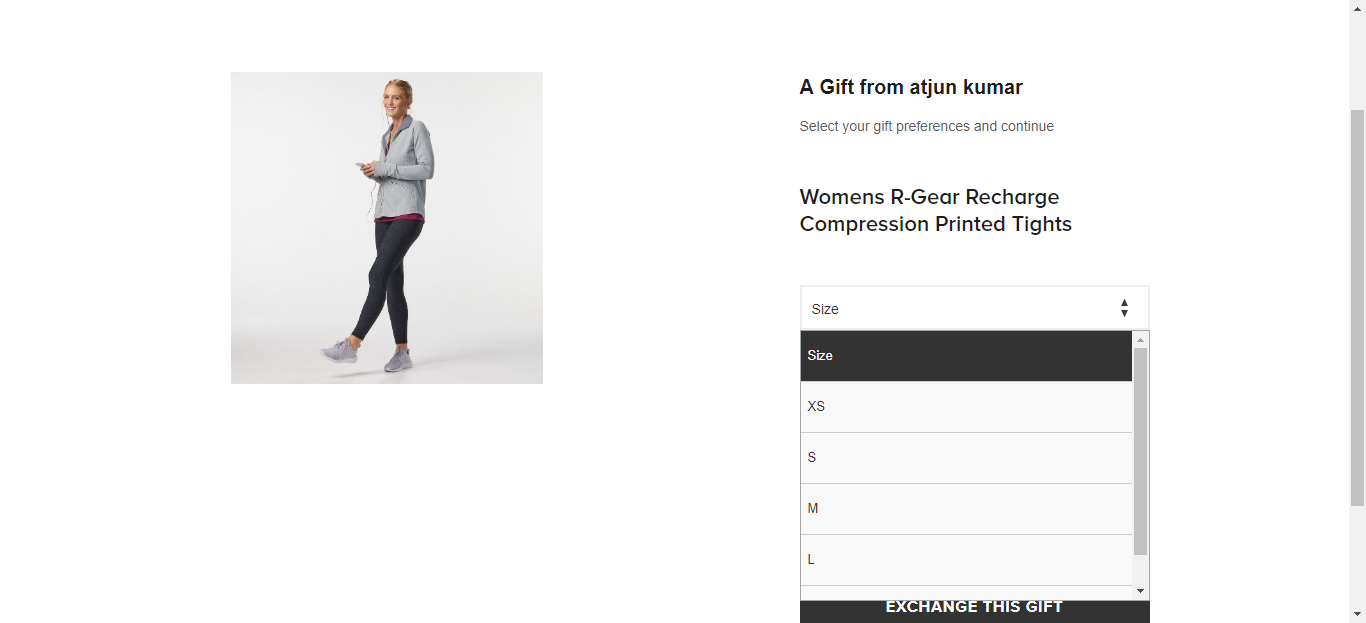 A Gift from atjun kumar
Select your gift preferences and continue
Womens R-Gear Recharge
Compression Printed Tights
Size
Size
XS
S
M
L
EXCHANGE THIS GIFT